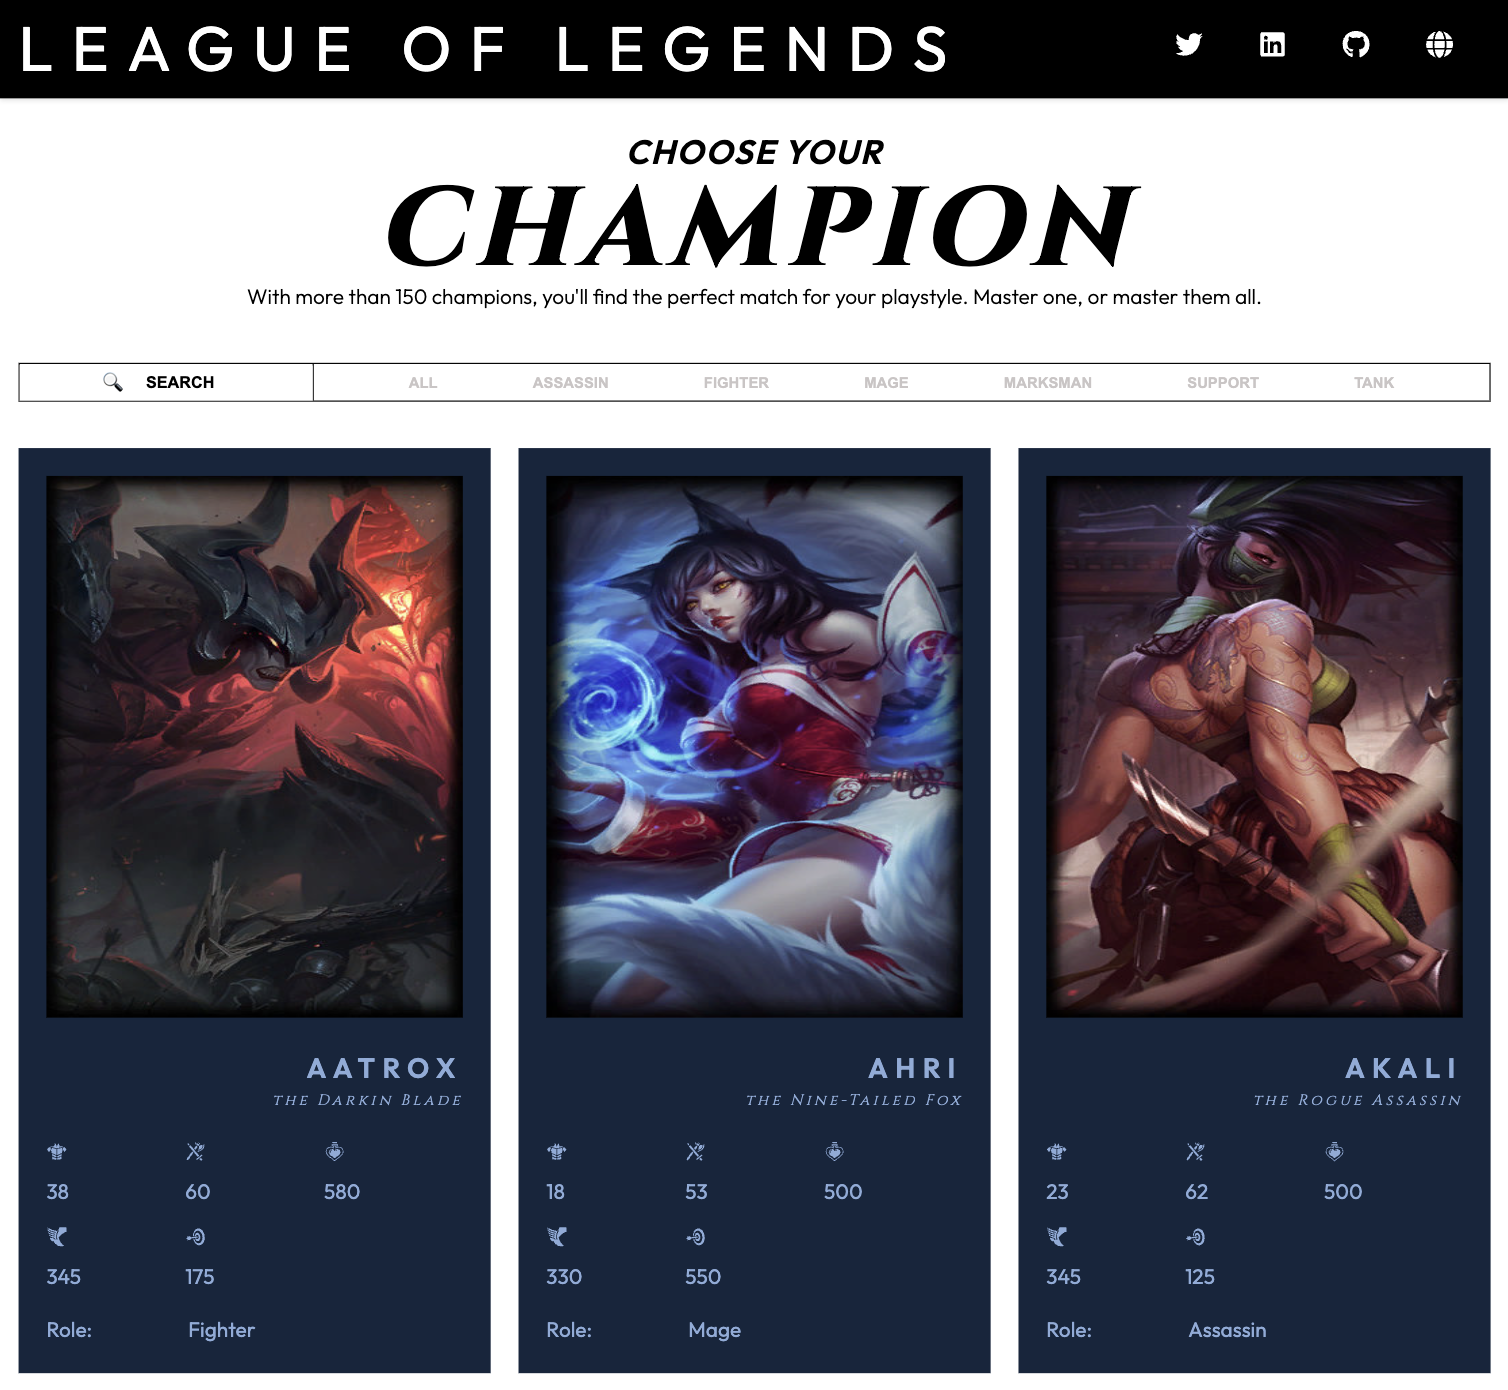 LEAGUE OF LEGENDS
CHOOSE YOUR
CHAMPION
With more than 150 champions, you'll find the perfect match for your playstyle. Master one, or master them all.
SEARCH ALL ASSASSIN FIGHTER MAGE MARKSMAN SUPPORT TANK
AATROX
the Darkin Blade
38 60 580
345 175
Role: Fighter
AHRI
the Nine-Tailed Fox
18 53 500
330 550
Role: Mage
AKALI
the Rogue Assassin
23 62 500
345 125
Role: Assassin